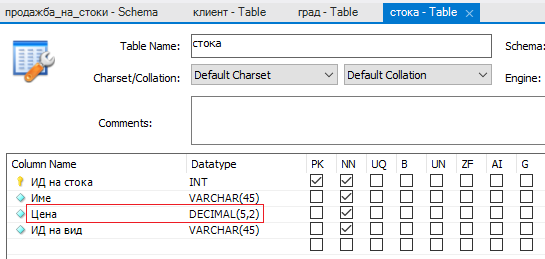 продажба_на_стоки - Schema клиент - Table град - Table стока - Table ×
Table Name: стока Schema:
Charset/Collation: Default Charset Default Collation Engine:
Comments:
Column Name Datatype PK NN UQ B UN ZF AI G
ИД на стока INT
Име VARCHAR(45)
Цена DECIMAL(5,2)
ИД на вид VARCHAR(45)